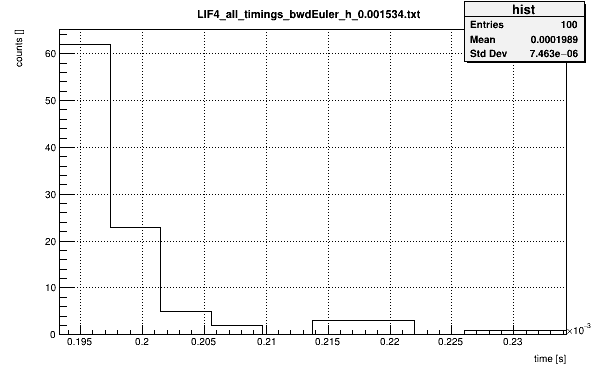 LIF4_all_timings_bwdEuler_h_0.001534.txt
hist
Entries 100
Mean 0.0001989
Std Dev 7.463e−06
counts []
60
50
40
30
20
10
0
0.195 0.2 0.205 0.21 0.215 0.22 0.225 0.23
×10⁻³
time [s]